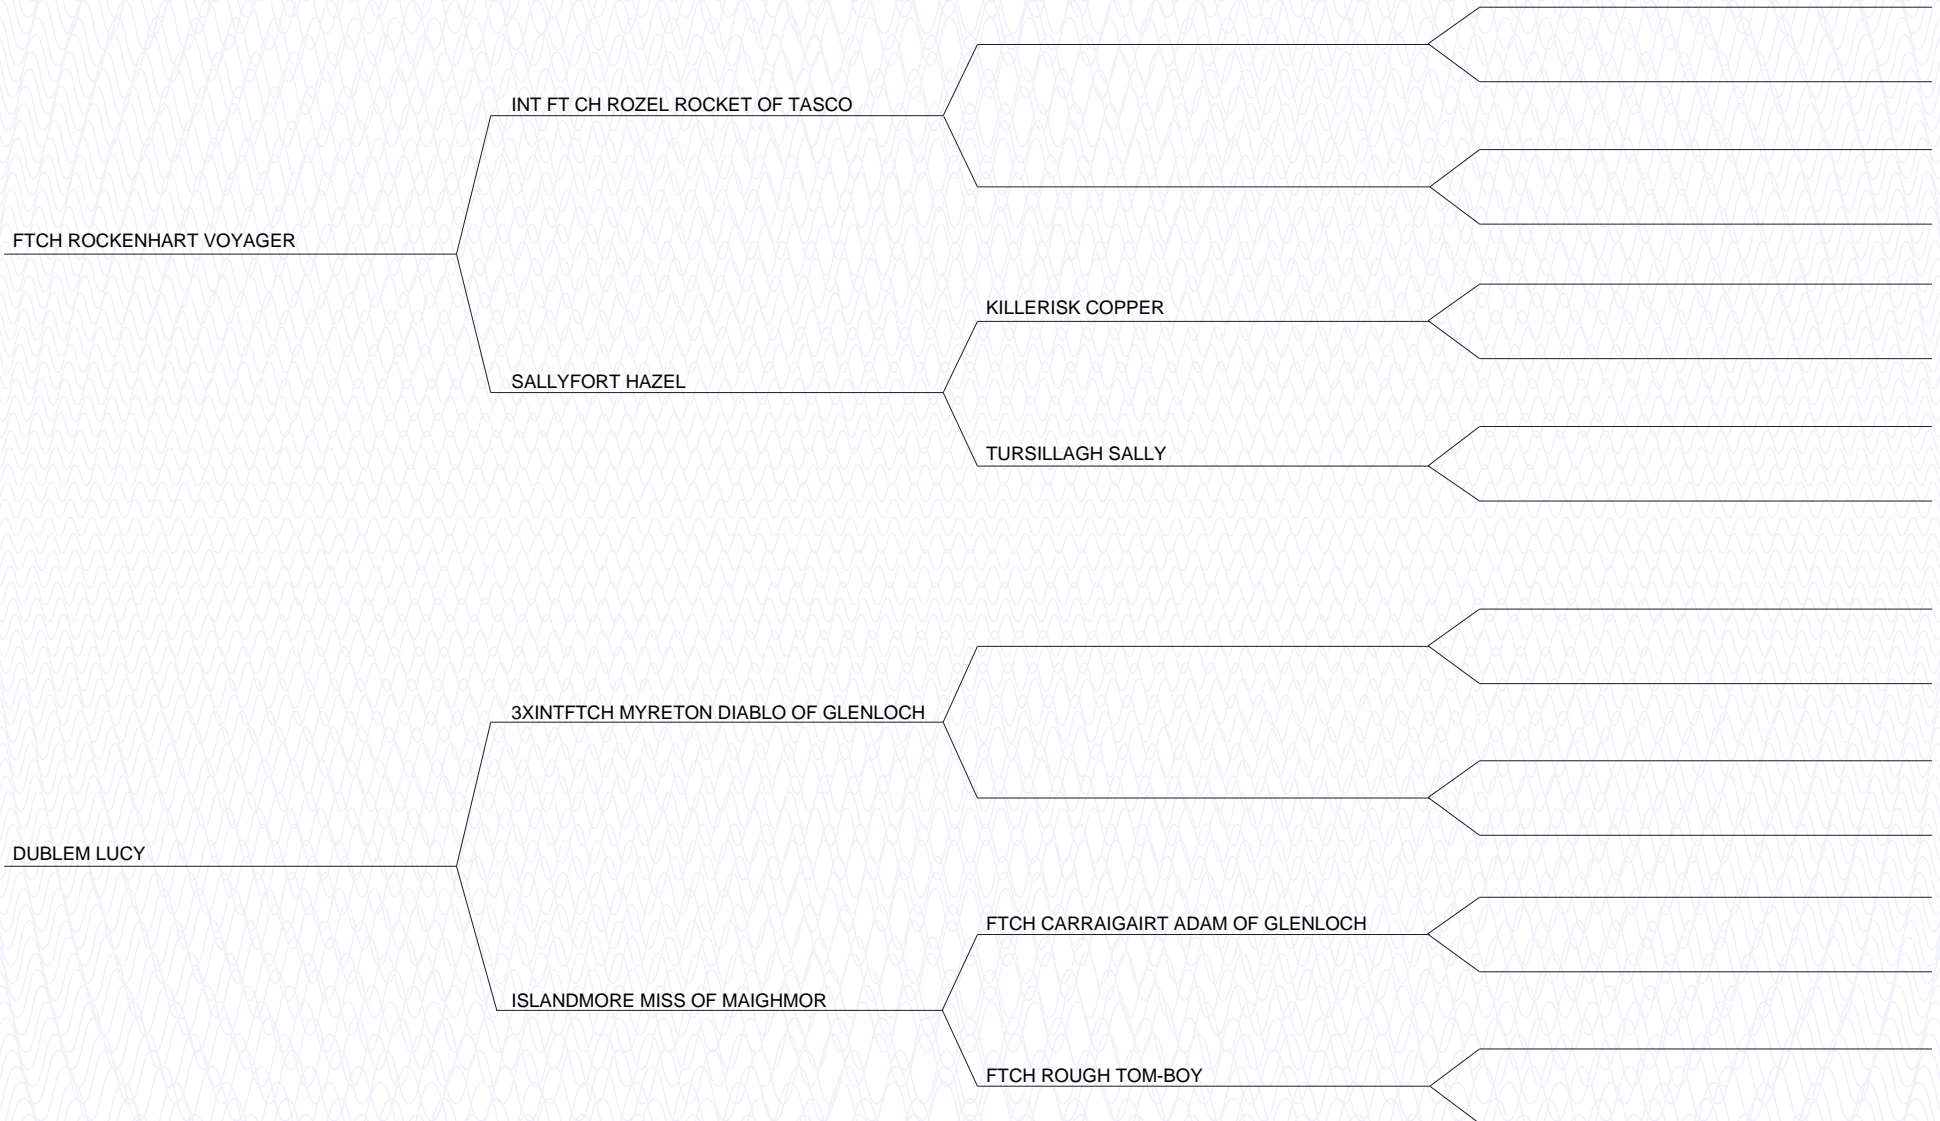 INT FT CH ROZEL ROCKET OF TASCO
FTCH ROCKENHART VOYAGER
KILLERISK COPPER
SALLYFORT HAZEL
TURSILLAGH SALLY
3XINTFTCH MYRETON DIABLO OF GLENLOCH
DUBLEM LUCY
FTCH CARRAIGAIRT ADAM OF GLENLOCH
ISLANDMORE MISS OF MAIGHMOR
FTCH ROUGH TOM-BOY